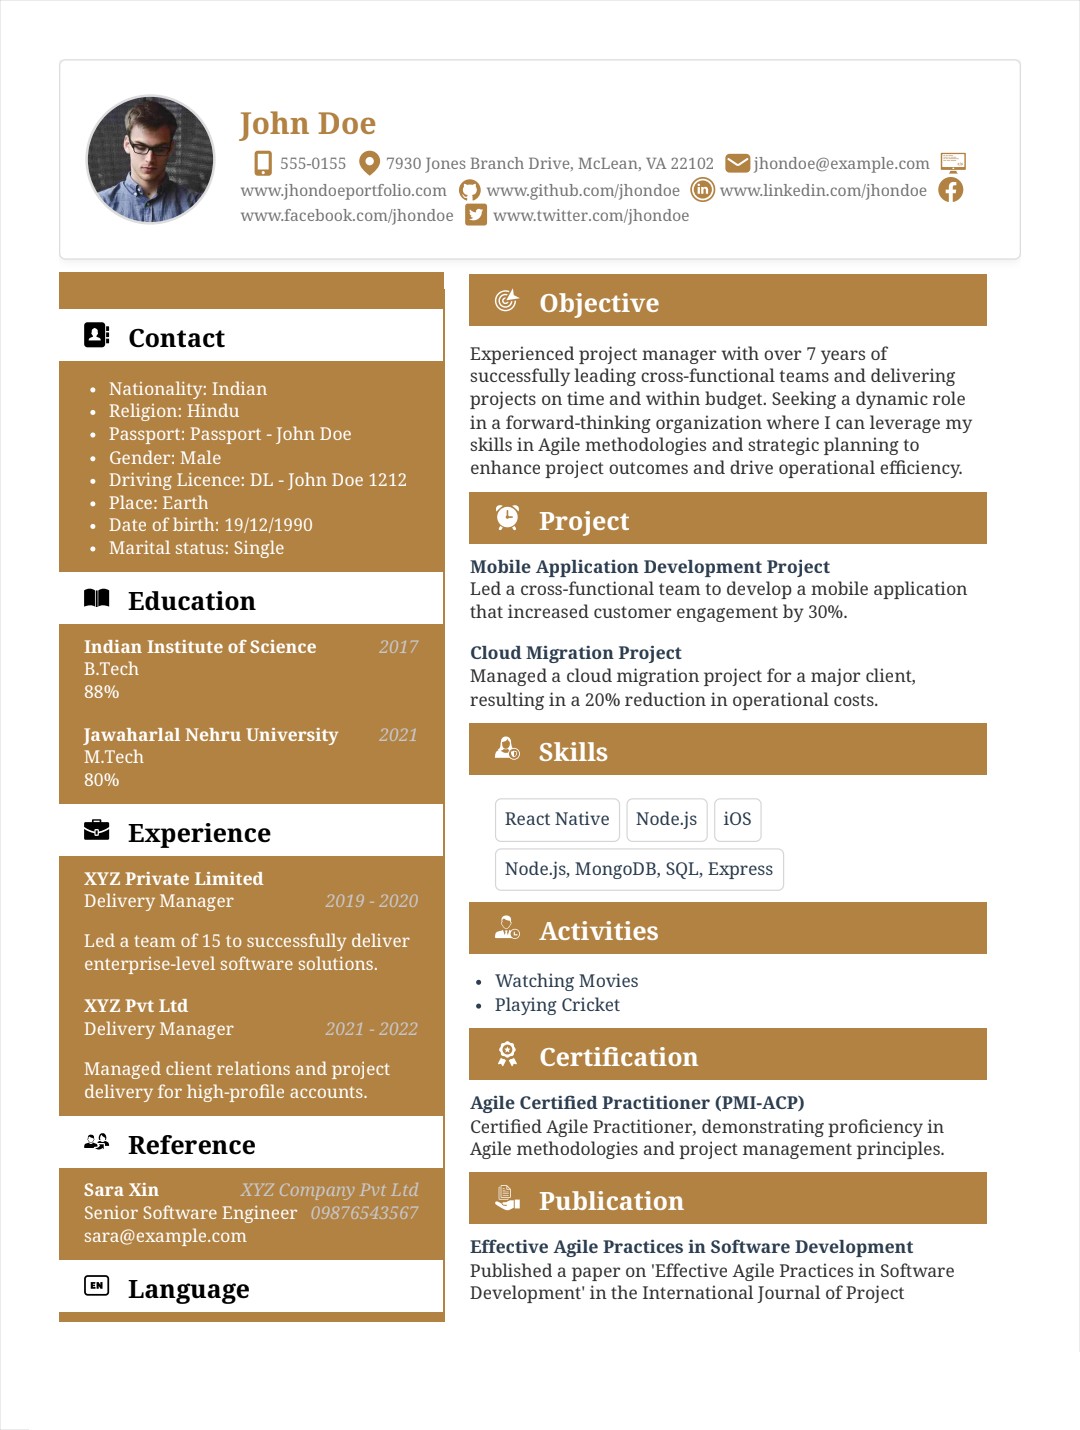 John Doe
555-0155 7930 Jones Branch Drive, McLean, VA 22102 jhondoe@example.com
www.jhondoeportfolio.com www.github.com/jhondoe www.linkedin.com/jhondoe
www.facebook.com/jhondoe www.twitter.com/jhondoe
Contact
• Nationality: Indian
• Religion: Hindu
• Passport: Passport - John Doe
• Gender: Male
• Driving Licence: DL - John Doe 1212
• Place: Earth
• Date of birth: 19/12/1990
• Marital status: Single
Education
Indian Institute of Science 2017
B.Tech
88%
Jawaharlal Nehru University 2021
M.Tech
80%
Experience
XYZ Private Limited
Delivery Manager 2019 - 2020
Led a team of 15 to successfully deliver
enterprise-level software solutions.
XYZ Pvt Ltd
Delivery Manager 2021 - 2022
Managed client relations and project
delivery for high-profile accounts.
Reference
Sara Xin XYZ Company Pvt Ltd
Senior Software Engineer 09876543567
sara@example.com
EN Language
Objective
Experienced project manager with over 7 years of
successfully leading cross-functional teams and delivering
projects on time and within budget. Seeking a dynamic role
in a forward-thinking organization where I can leverage my
skills in Agile methodologies and strategic planning to
enhance project outcomes and drive operational efficiency.
Project
Mobile Application Development Project
Led a cross-functional team to develop a mobile application
that increased customer engagement by 30%.
Cloud Migration Project
Managed a cloud migration project for a major client,
resulting in a 20% reduction in operational costs.
Skills
React Native Node.js iOS
Node.js, MongoDB, SQL, Express
Activities
• Watching Movies
• Playing Cricket
Certification
Agile Certified Practitioner (PMI-ACP)
Certified Agile Practitioner, demonstrating proficiency in
Agile methodologies and project management principles.
Publication
Effective Agile Practices in Software Development
Published a paper on 'Effective Agile Practices in Software
Development' in the International Journal of Project